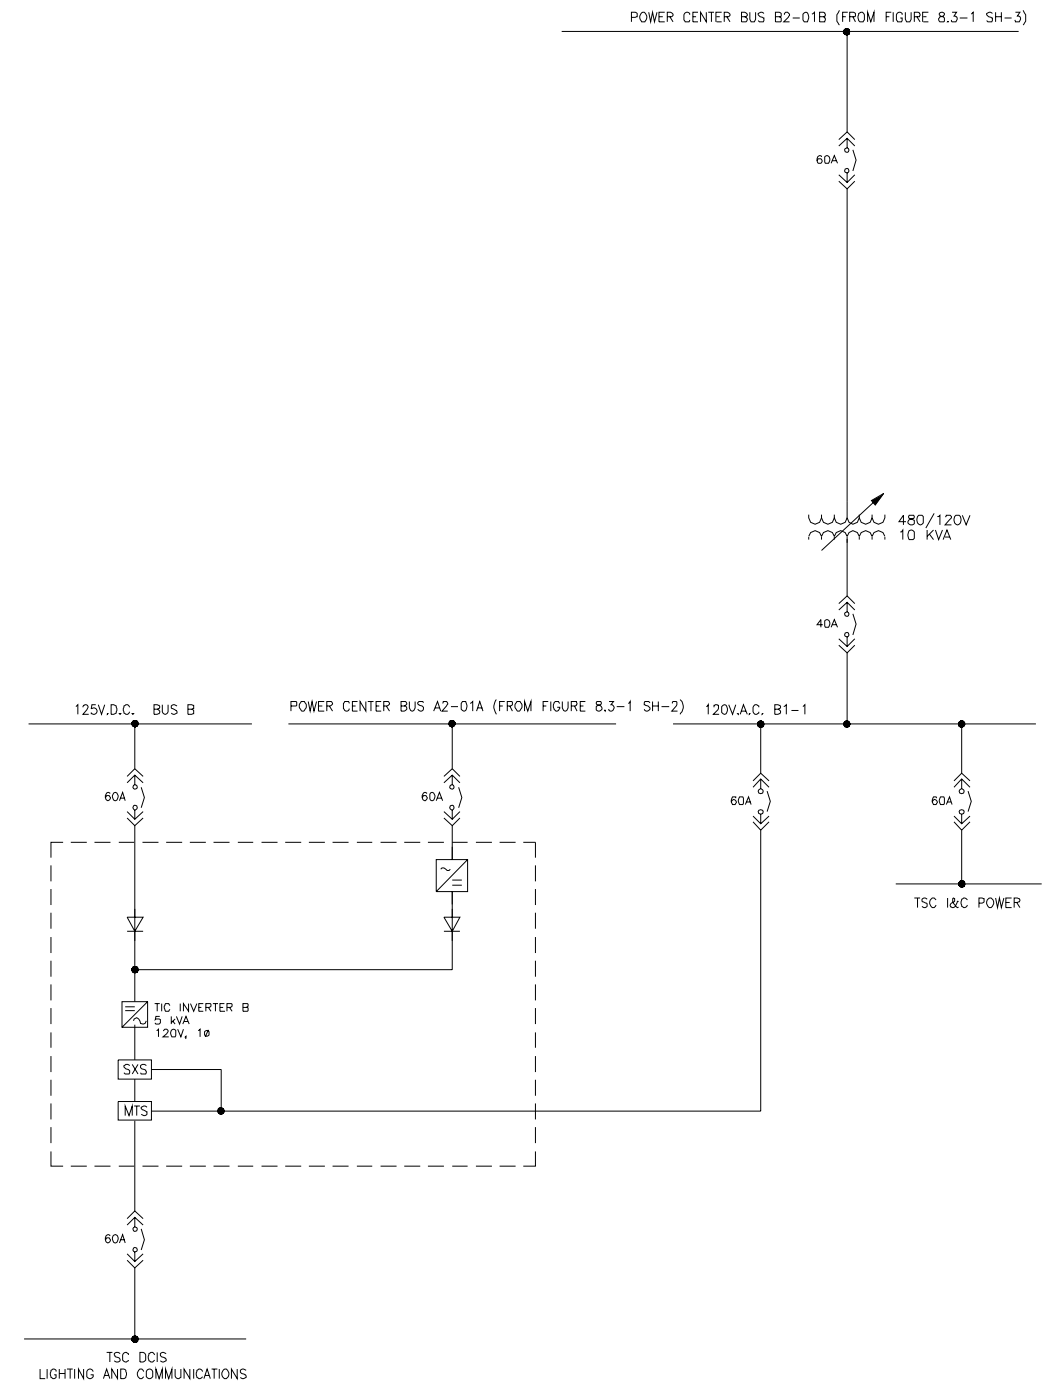 POWER CENTER BUS B2-01B (FROM FIGURE 8.3-1 SH-3)
60A
480/120V
10 KVA
40A
125V.D.C. BUS B
POWER CENTER BUS A2-01A (FROM FIGURE 8.3-1 SH-2)
120V.A.C. B1-1
60A
60A
60A
60A
TSC I&C POWER
TIC INVERTER B
5 kVA
120V, 1ø
SXS
MTS
60A
TSC DCIS
LIGHTING AND COMMUNICATIONS